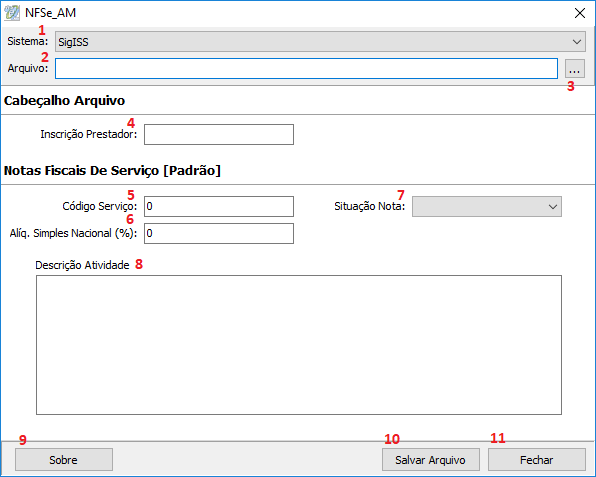 NFSe_AM
1
Sistema: SigISS
2
Arquivo: ...
3
Cabeçalho Arquivo
4
Inscrição Prestador:
Notas Fiscais De Serviço [Padrão]
5 7
Código Serviço: 0 Situação Nota:
6
Alíq. Simples Nacional (%): 0
Descrição Atividade 8
9 10 11
Sobre Salvar Arquivo Fechar